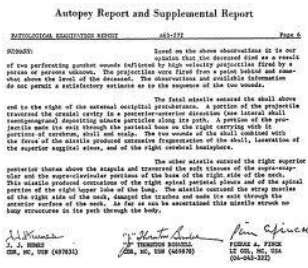 Autopsy Report and Supplemental Report
PATHOLOGICAL EXAMINATION REPORT A63-272 Page 6
SUMMARY: Based on the above observations it is our
opinion that the deceased died as a result
of two perforating gunshot wounds inflicted by high velocity projectiles fired by a
person or persons unknown. The projectiles were fired from a point behind and some-
what above the level of the deceased. The observations and available information
do not permit a satisfactory estimate as to the sequence of the two wounds.
The fatal missile entered the skull above
and to the right of the external occipital protuberance. A portion of the projectile
traversed the cranial cavity in a posterior-anterior direction (see lateral skull
roentgenograms) depositing minute particles along its path. A portion of the pro-
jectile made its exit through the parietal bone on the right carrying with it
portions of cerebrum, skull and scalp. The two wounds of the skull combined with
the force of the missile produced extensive fragmentation of the skull, laceration of
the superior sagittal sinus, and of the right cerebral hemisphere.
The other missile entered the right superior
posterior thorax above the scapula and traversed the soft tissues of the supra-scapu-
lar and the supra-clavicular portions of the base of the right side of the neck.
This missile produced contusions of the right apical parietal pleura and of the apical
portion of the right upper lobe of the lung. The missile contused the strap muscles
of the right side of the neck, damaged the trachea and made its exit through the
anterior surface of the neck. As far as can be ascertained this missile struck no
bony structures in its path through the body.
J. J. HUMES "J" THORNTON BOSWELL PIERRE A. FINCK
CDR, MC, USN (497831) CDR, MC, USN (489878) LT COL, MC, USA
(04-043-322)